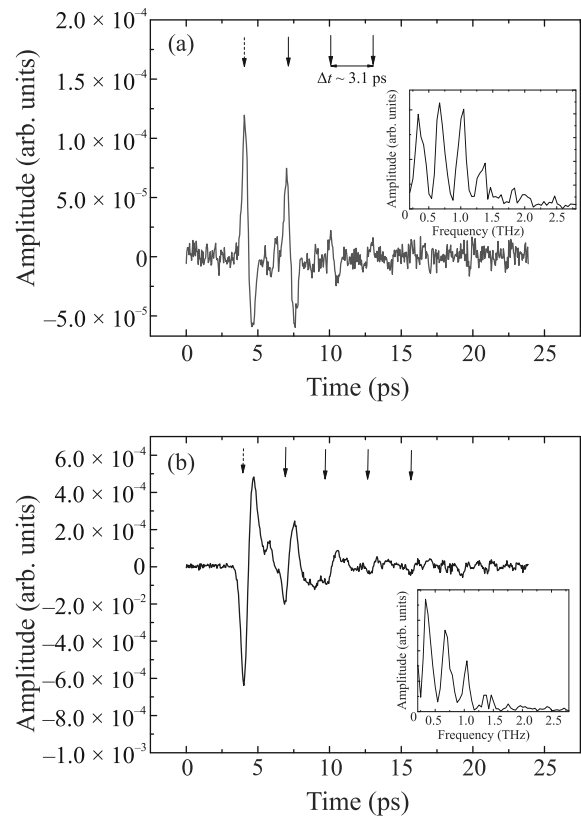 2.0 × 10⁻⁴
1.5 × 10⁻⁴
1.0 × 10⁻⁴
5.0 × 10⁻⁵
0
–5.0 × 10⁻⁵
Amplitude (arb. units)
(a)
Δt ~ 3.1 ps
Amplitude (arb. units)
0.5 1.0 1.5 2.0 2.5
Frequency (THz)
0 5 10 15 20 25
Time (ps)
6.0 × 10⁻⁴
4.0 × 10⁻⁴
2.0 × 10⁻⁴
0
–2.0 × 10⁻²
–4.0 × 10⁻⁴
–6.0 × 10⁻⁴
–8.0 × 10⁻⁴
–1.0 × 10⁻³
Amplitude (arb. units)
(b)
Amplitude (arb. units)
0.5 1.0 1.5 2.0 2.5
Frequency (THz)
0 5 10 15 20 25
Time (ps)